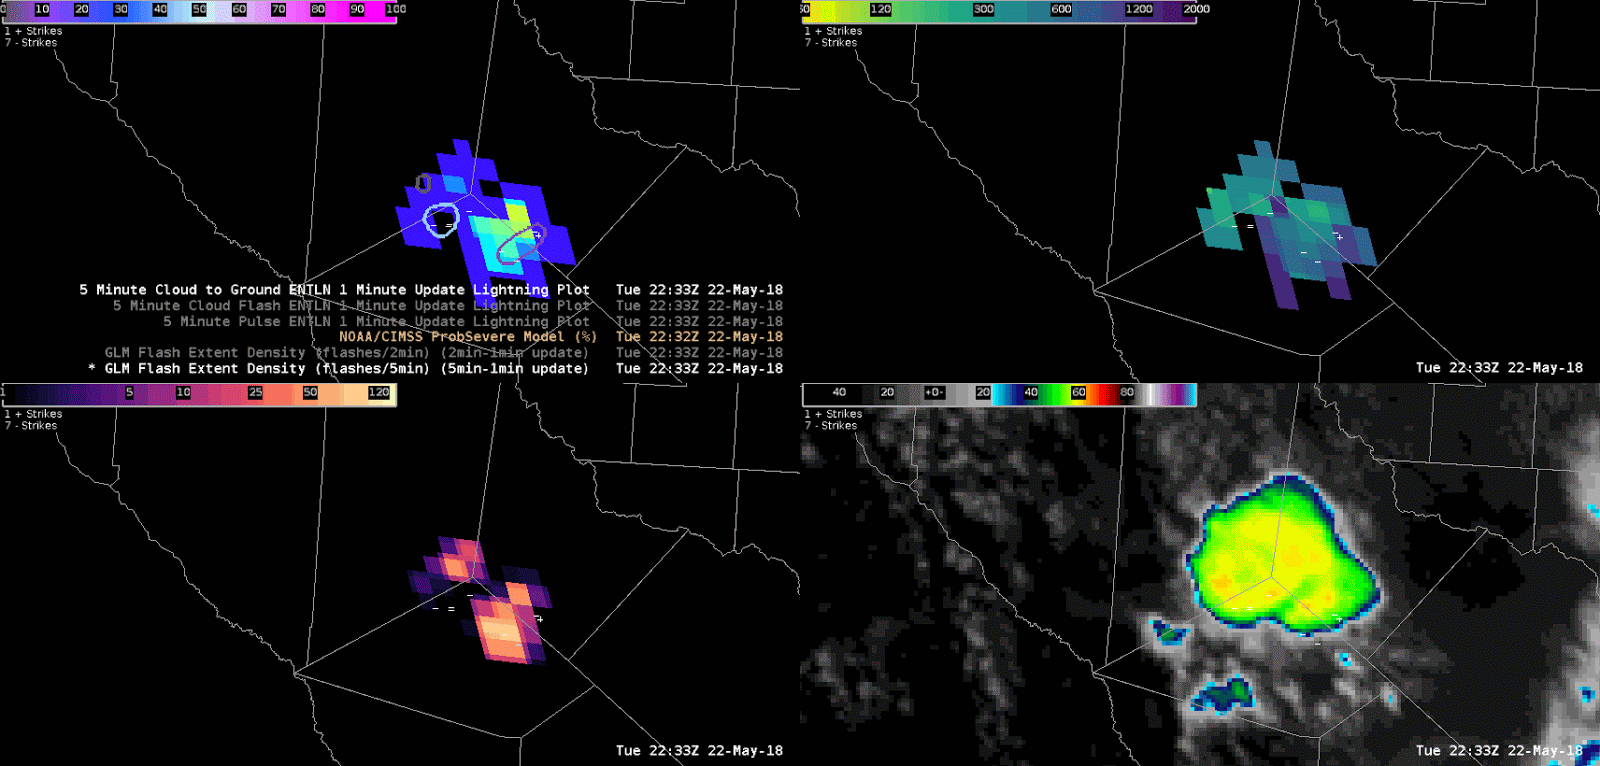 0 10 20 30 40 50 60 70 80 90 100
1 + Strikes
7 - Strikes
5 Minute Cloud to Ground ENTLN 1 Minute Update Lightning Plot Tue 22:33Z 22-May-18
5 Minute Cloud Flash ENTLN 1 Minute Update Lightning Plot Tue 22:33Z 22-May-18
5 Minute Pulse ENTLN 1 Minute Update Lightning Plot Tue 22:33Z 22-May-18
NOAA/CIMSS ProbSevere Model (%) Tue 22:32Z 22-May-18
GLM Flash Extent Density (flashes/2min) (2min-1min update) Tue 22:33Z 22-May-18
* GLM Flash Extent Density (flashes/5min) (5min-1min update) Tue 22:33Z 22-May-18
60 120 300 600 1200 2000
1 + Strikes
7 - Strikes
Tue 22:33Z 22-May-18
1 5 10 25 50 120
1 + Strikes
7 - Strikes
Tue 22:33Z 22-May-18
40 20 +0- 20 40 60 80
1 + Strikes
7 - Strikes
Tue 22:33Z 22-May-18